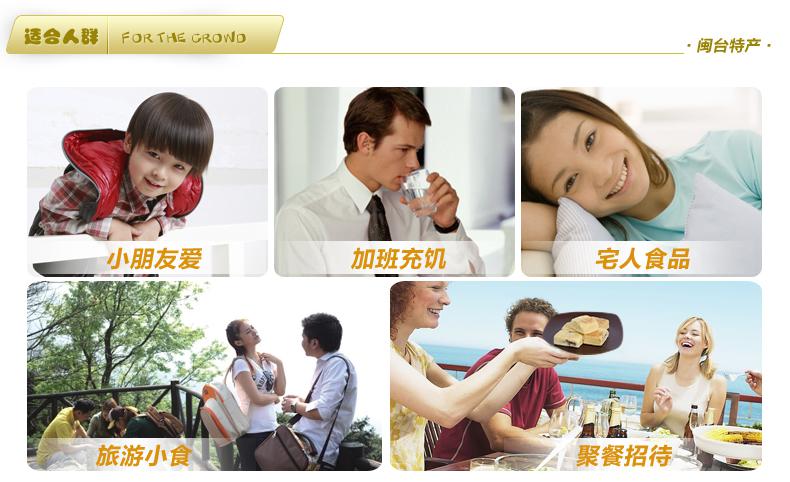 适合人群 FOR THE CROWD
· 闽台特产 ·
小朋友爱
加班充饥
宅人食品
旅游小食
聚餐招待